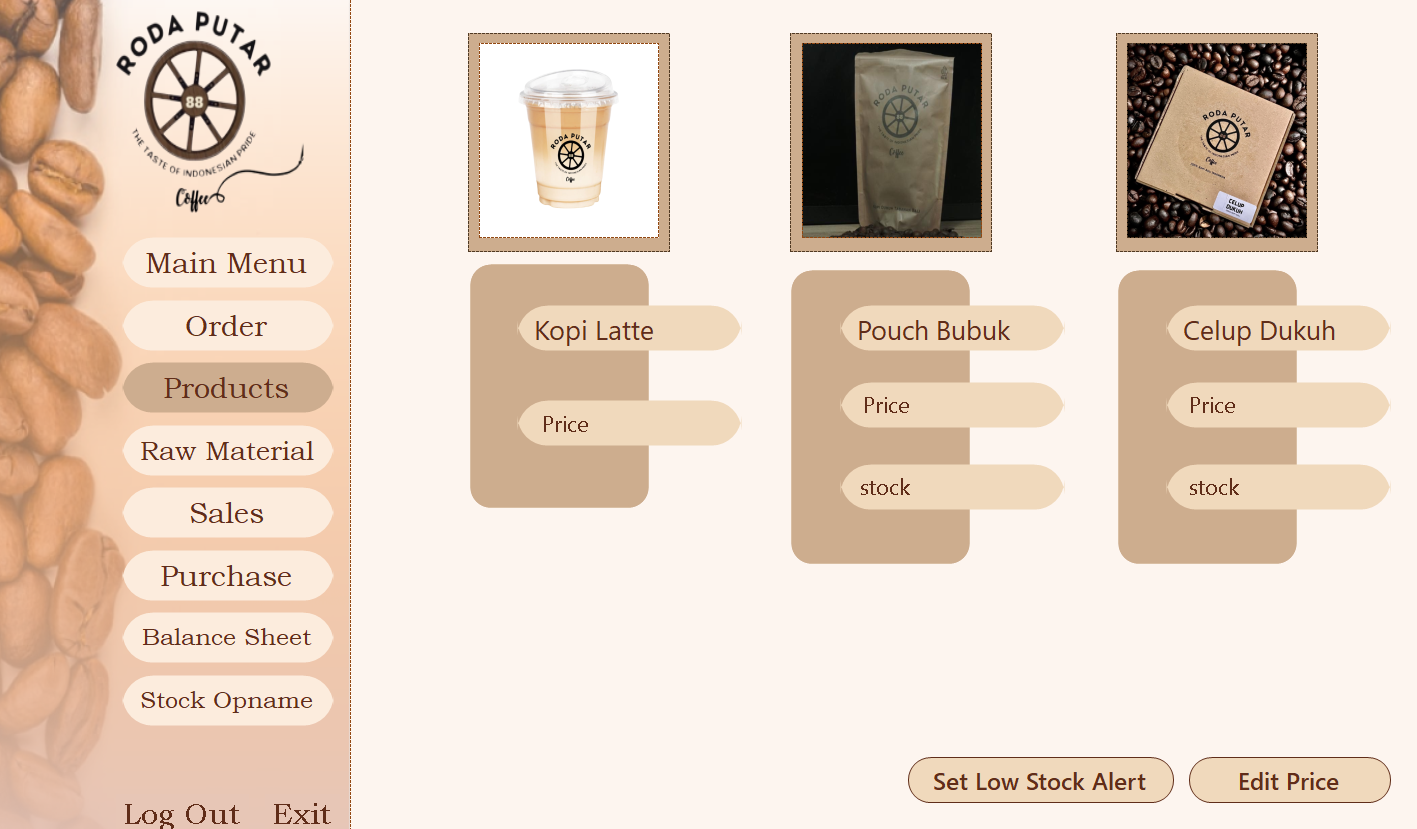 RODA PUTAR
88
THE TASTE OF INDONESIAN PRIDE
Coffee
Main Menu
Order
Products
Raw Material
Sales
Purchase
Balance Sheet
Stock Opname
Log Out
Exit
RODA PUTAR
Coffee
Kopi Latte
Price
RODA PUTAR
Coffee
Pouch Bubuk
Price
stock
RODA PUTAR
Coffee
CELUP
DUKUH
Celup Dukuh
Price
stock
Set Low Stock Alert
Edit Price